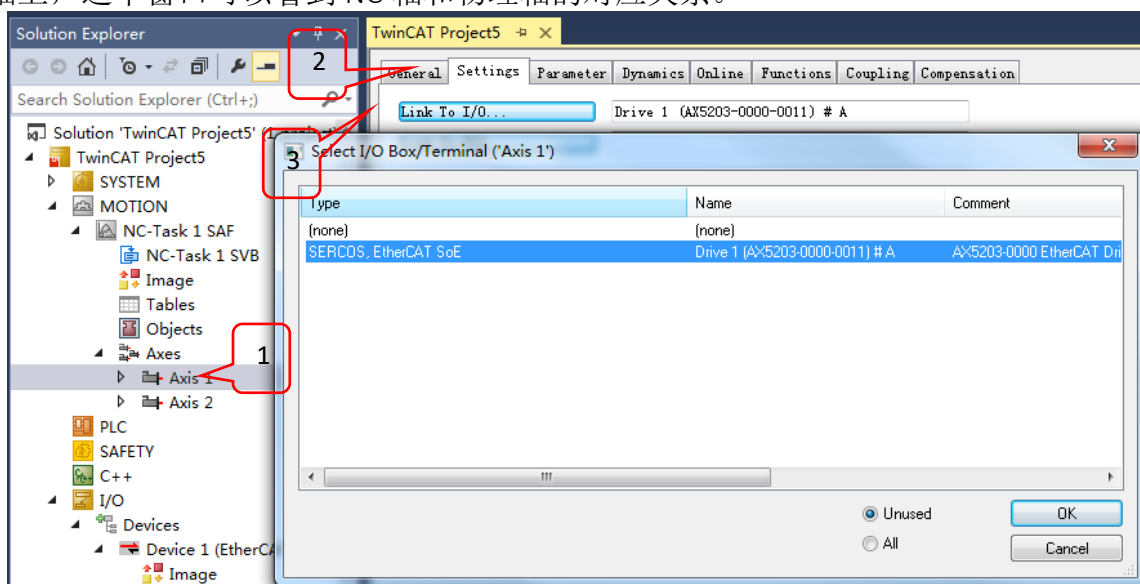 Solution Explorer
TwinCAT Project5
2
General Settings Parameter Dynamics Online Functions Coupling Compensation
Search Solution Explorer (Ctrl+;)
Link To I/O... Drive 1 (AX5203-0000-0011) # A
Solution 'TwinCAT Project5' (1
3
Select I/O Box/Terminal ('Axis 1')
TwinCAT Project5
SYSTEM
MOTION
NC-Task 1 SAF
NC-Task 1 SVB
Image
Tables
Objects
Axes
1
Axis 1
Axis 2
PLC
SAFETY
C++
I/O
Devices
Device 1 (EtherCA
Image
Type Name Comment
(none) (none)
SERCOS, EtherCAT SoE Drive 1 (AX5203-0000-0011) # A AX5203-0000 EtherCAT Dri
Unused
All
OK
Cancel